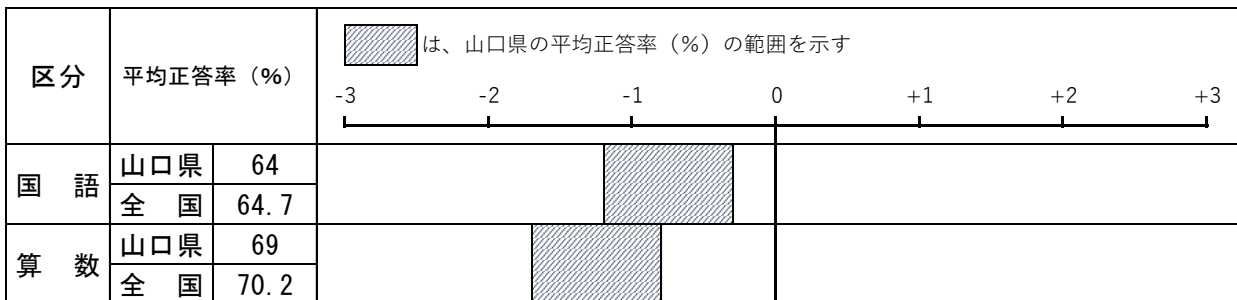 は、山口県の平均正答率（%）の範囲を示す
区分 平均正答率（%）
-3 -2 -1 0 +1 +2 +3
国 語 山口県 64
全 国 64.7
算 数 山口県 69
全 国 70.2